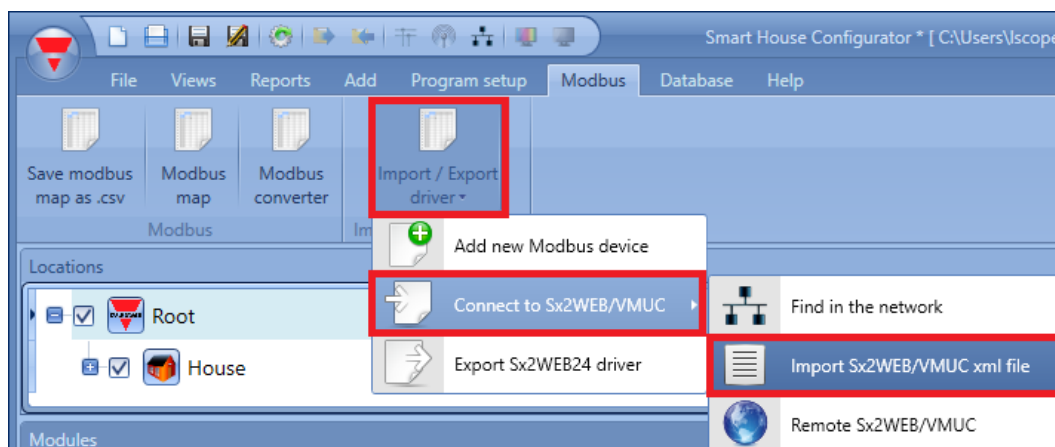 Smart House Configurator * [ C:\Users\lscope
File Views Reports Add Program setup Modbus Database Help
Save modbus map as .csv
Modbus map
Modbus converter
Import / Export driver
Modbus
Im
Add new Modbus device
Connect to Sx2WEB/VMUC
Export Sx2WEB24 driver
Find in the network
Import Sx2WEB/VMUC xml file
Remote Sx2WEB/VMUC
Locations
Root
House
Modules